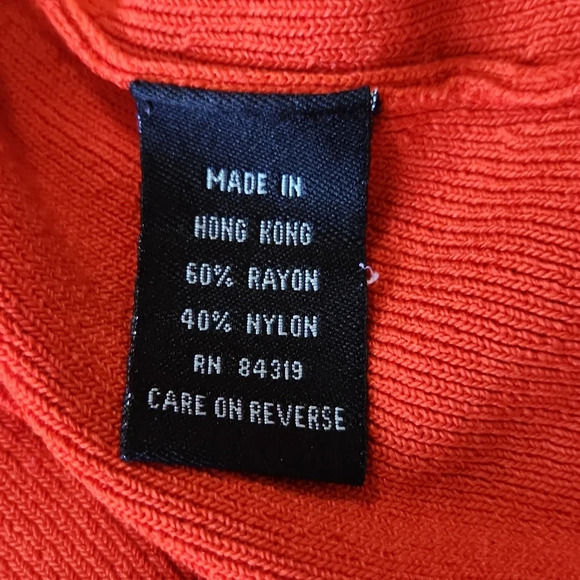 MADE IN
HONG KONG
60% RAYON
40% NYLON
RN 84319
CARE ON REVERSE